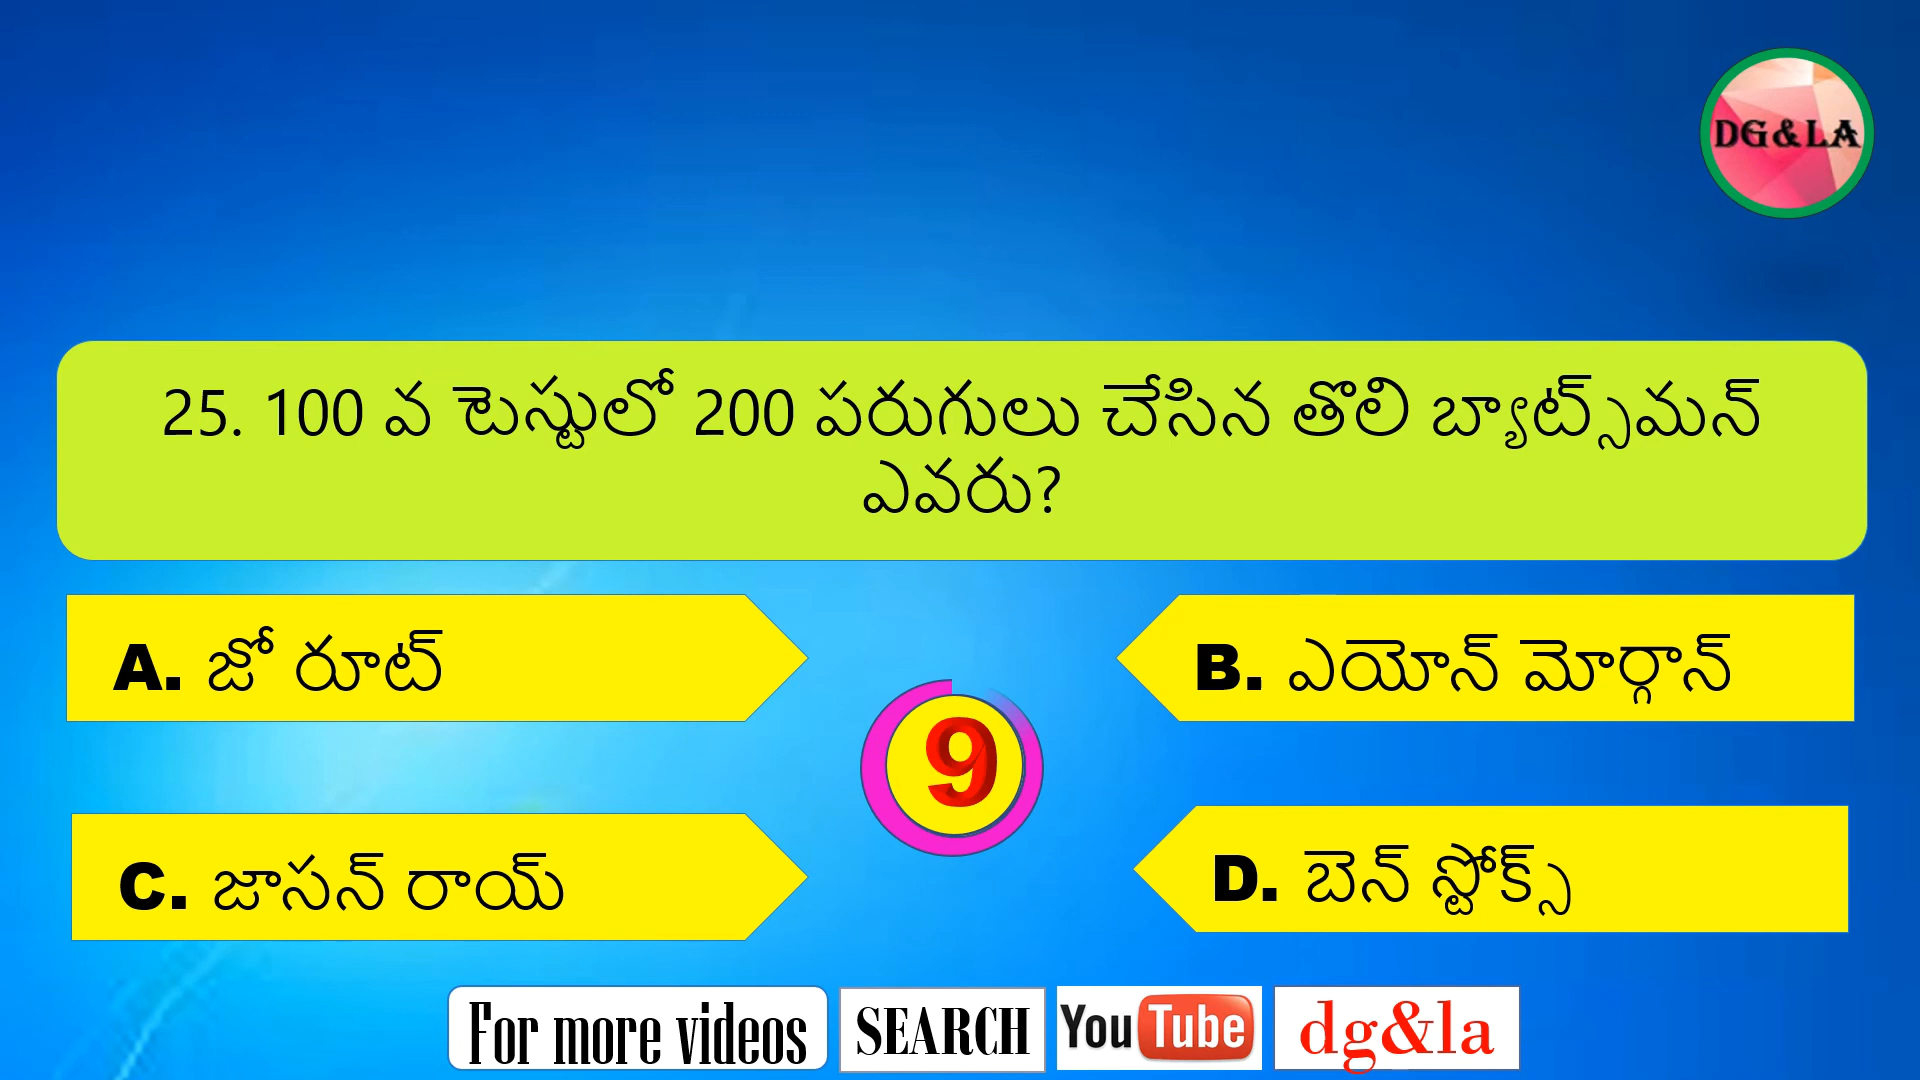 DG&LA
25. 100 వ టెస్టులో 200 పరుగులు చేసిన తొలి బ్యాట్స్‌మన్
ఎవరు?
A. జో రూట్
B. ఎయోన్ మోర్గాన్
9
C. జాసన్ రాయ్
D. బెన్ స్టోక్స్
For more videos SEARCH YouTube dg&la